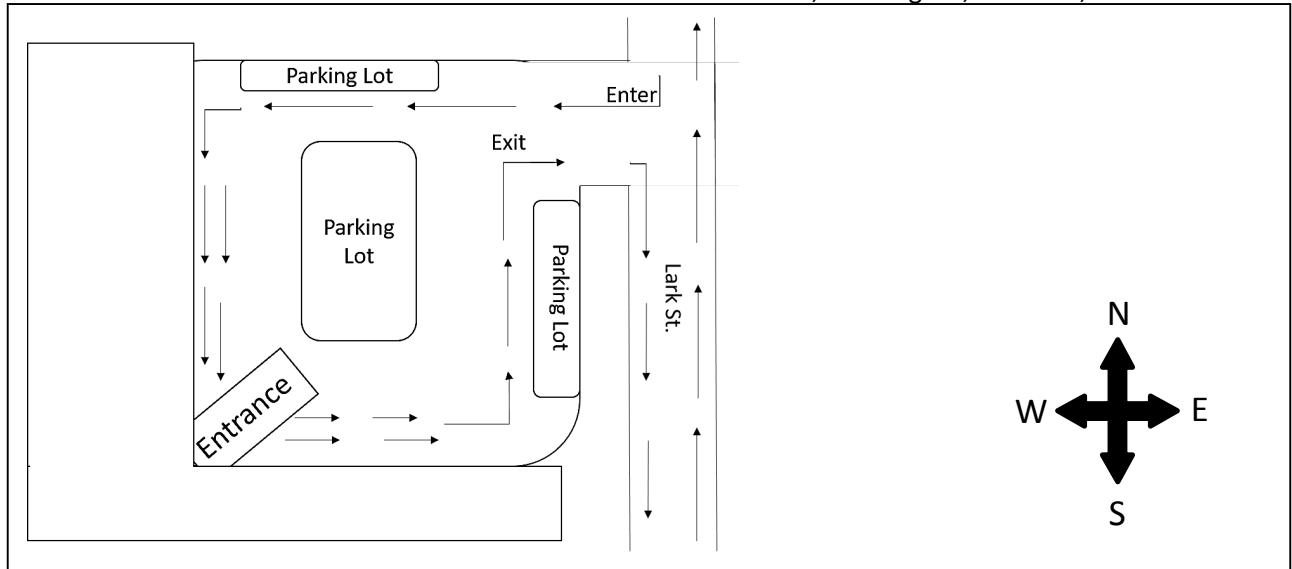 Parking Lot
Enter
Exit
Parking
Lot
Parking Lot
Lark St.
Entrance
N
W
E
S